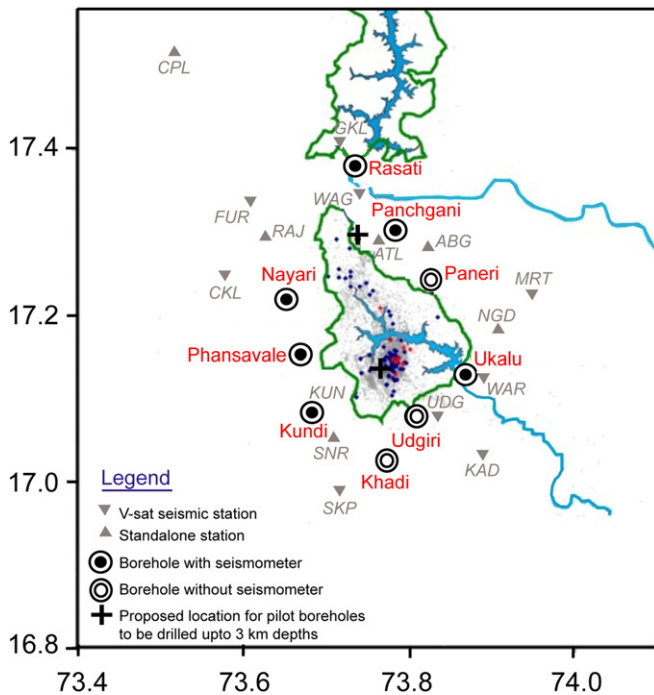 CPL
17.4
GKL
Rasati
WAG
FUR
Panchgani
RAJ
ATL
ABG
Nayari
CKL
Paneri
MRT
17.2
NGD
Phansavale
Ukalu
KUN
WAR
UDG
Kundi
Udgiri
SNR
KAD
Khadi
17.0
SKP
Legend
V-sat seismic station
Standalone station
Borehole with seismometer
Borehole without seismometer
Proposed location for pilot boreholes
to be drilled upto 3 km depths
16.8
73.4
73.6
73.8
74.0